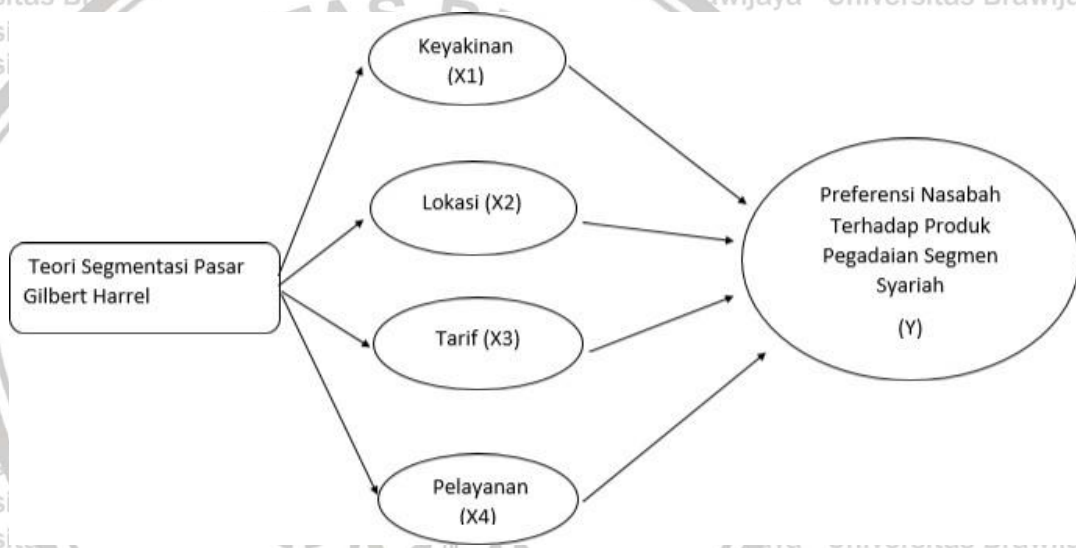 Keyakinan
(X1)
Lokasi (X2)
Preferensi Nasabah
Terhadap Produk
Pegadaian Segmen
Syariah
(Y)
Teori Segmentasi Pasar
Gilbert Harrel
Tarif (X3)
Pelayanan
(X4)